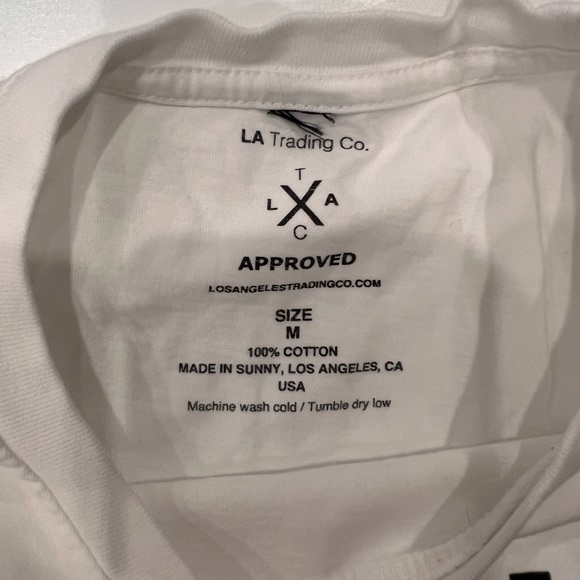 LA Trading Co.
T
L X A
C
APPROVED
LOSANGELESTRADINGCO.COM
SIZE
M
100% COTTON
MADE IN SUNNY, LOS ANGELES, CA
USA
Machine wash cold / Tumble dry low